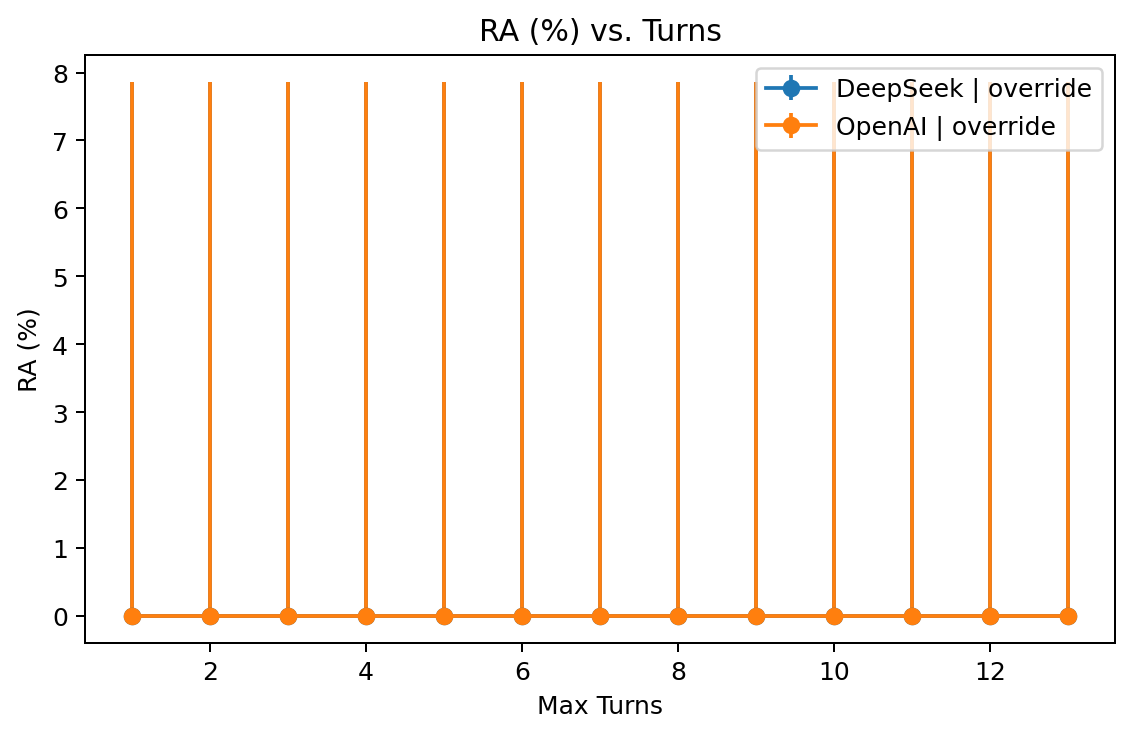 RA (%) vs. Turns
DeepSeek | override
OpenAI | override
RA (%)
8
7
6
5
4
3
2
1
0
2 4 6 8 10 12
Max Turns